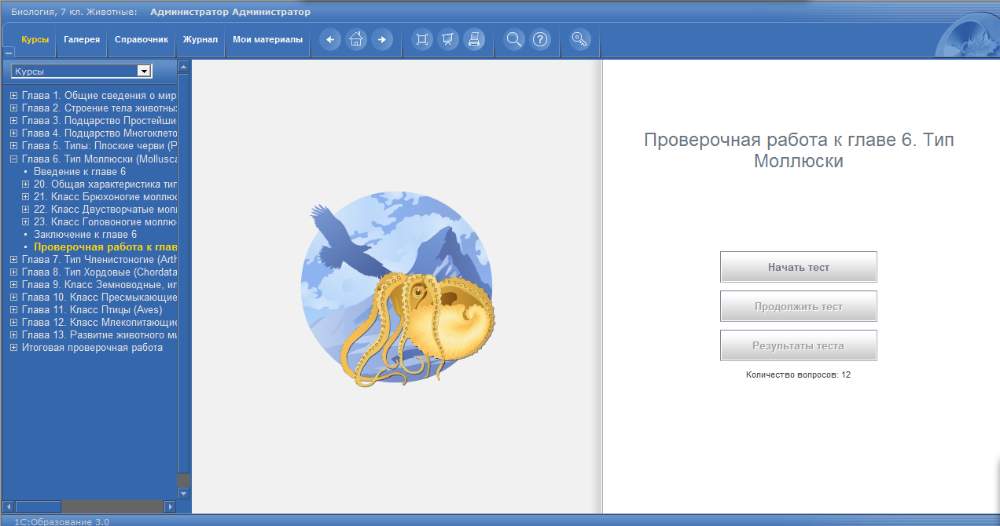 Биология, 7 кл. Животные: Администратор Администратор
Курсы Галерея Справочник Журнал Мои материалы
Курсы
Глава 1. Общие сведения о мир
Глава 2. Строение тела животны
Глава 3. Подцарство Простейши
Глава 4. Подцарство Многоклето
Глава 5. Типы: Плоские черви (P
Глава 6. Тип Моллюски (Mollusca
Введение к главе 6
20. Общая характеристика тип
21. Класс Брюхоногие моллюс
22. Класс Двустворчатые мол
23. Класс Головоногие моллю
Заключение к главе 6
Проверочная работа к глав
Глава 7. Тип Членистоногие (Arth
Глава 8. Тип Хордовые (Chordata
Глава 9. Класс Земноводные, ил
Глава 10. Класс Пресмыкающие
Глава 11. Класс Птицы (Aves)
Глава 12. Класс Млекопитающие
Глава 13. Развитие животного ми
Итоговая проверочная работа
Проверочная работа к главе 6. Тип
Моллюски
Начать тест
Продолжить тест
Результаты теста
Количество вопросов: 12
1С:Образование 3.0